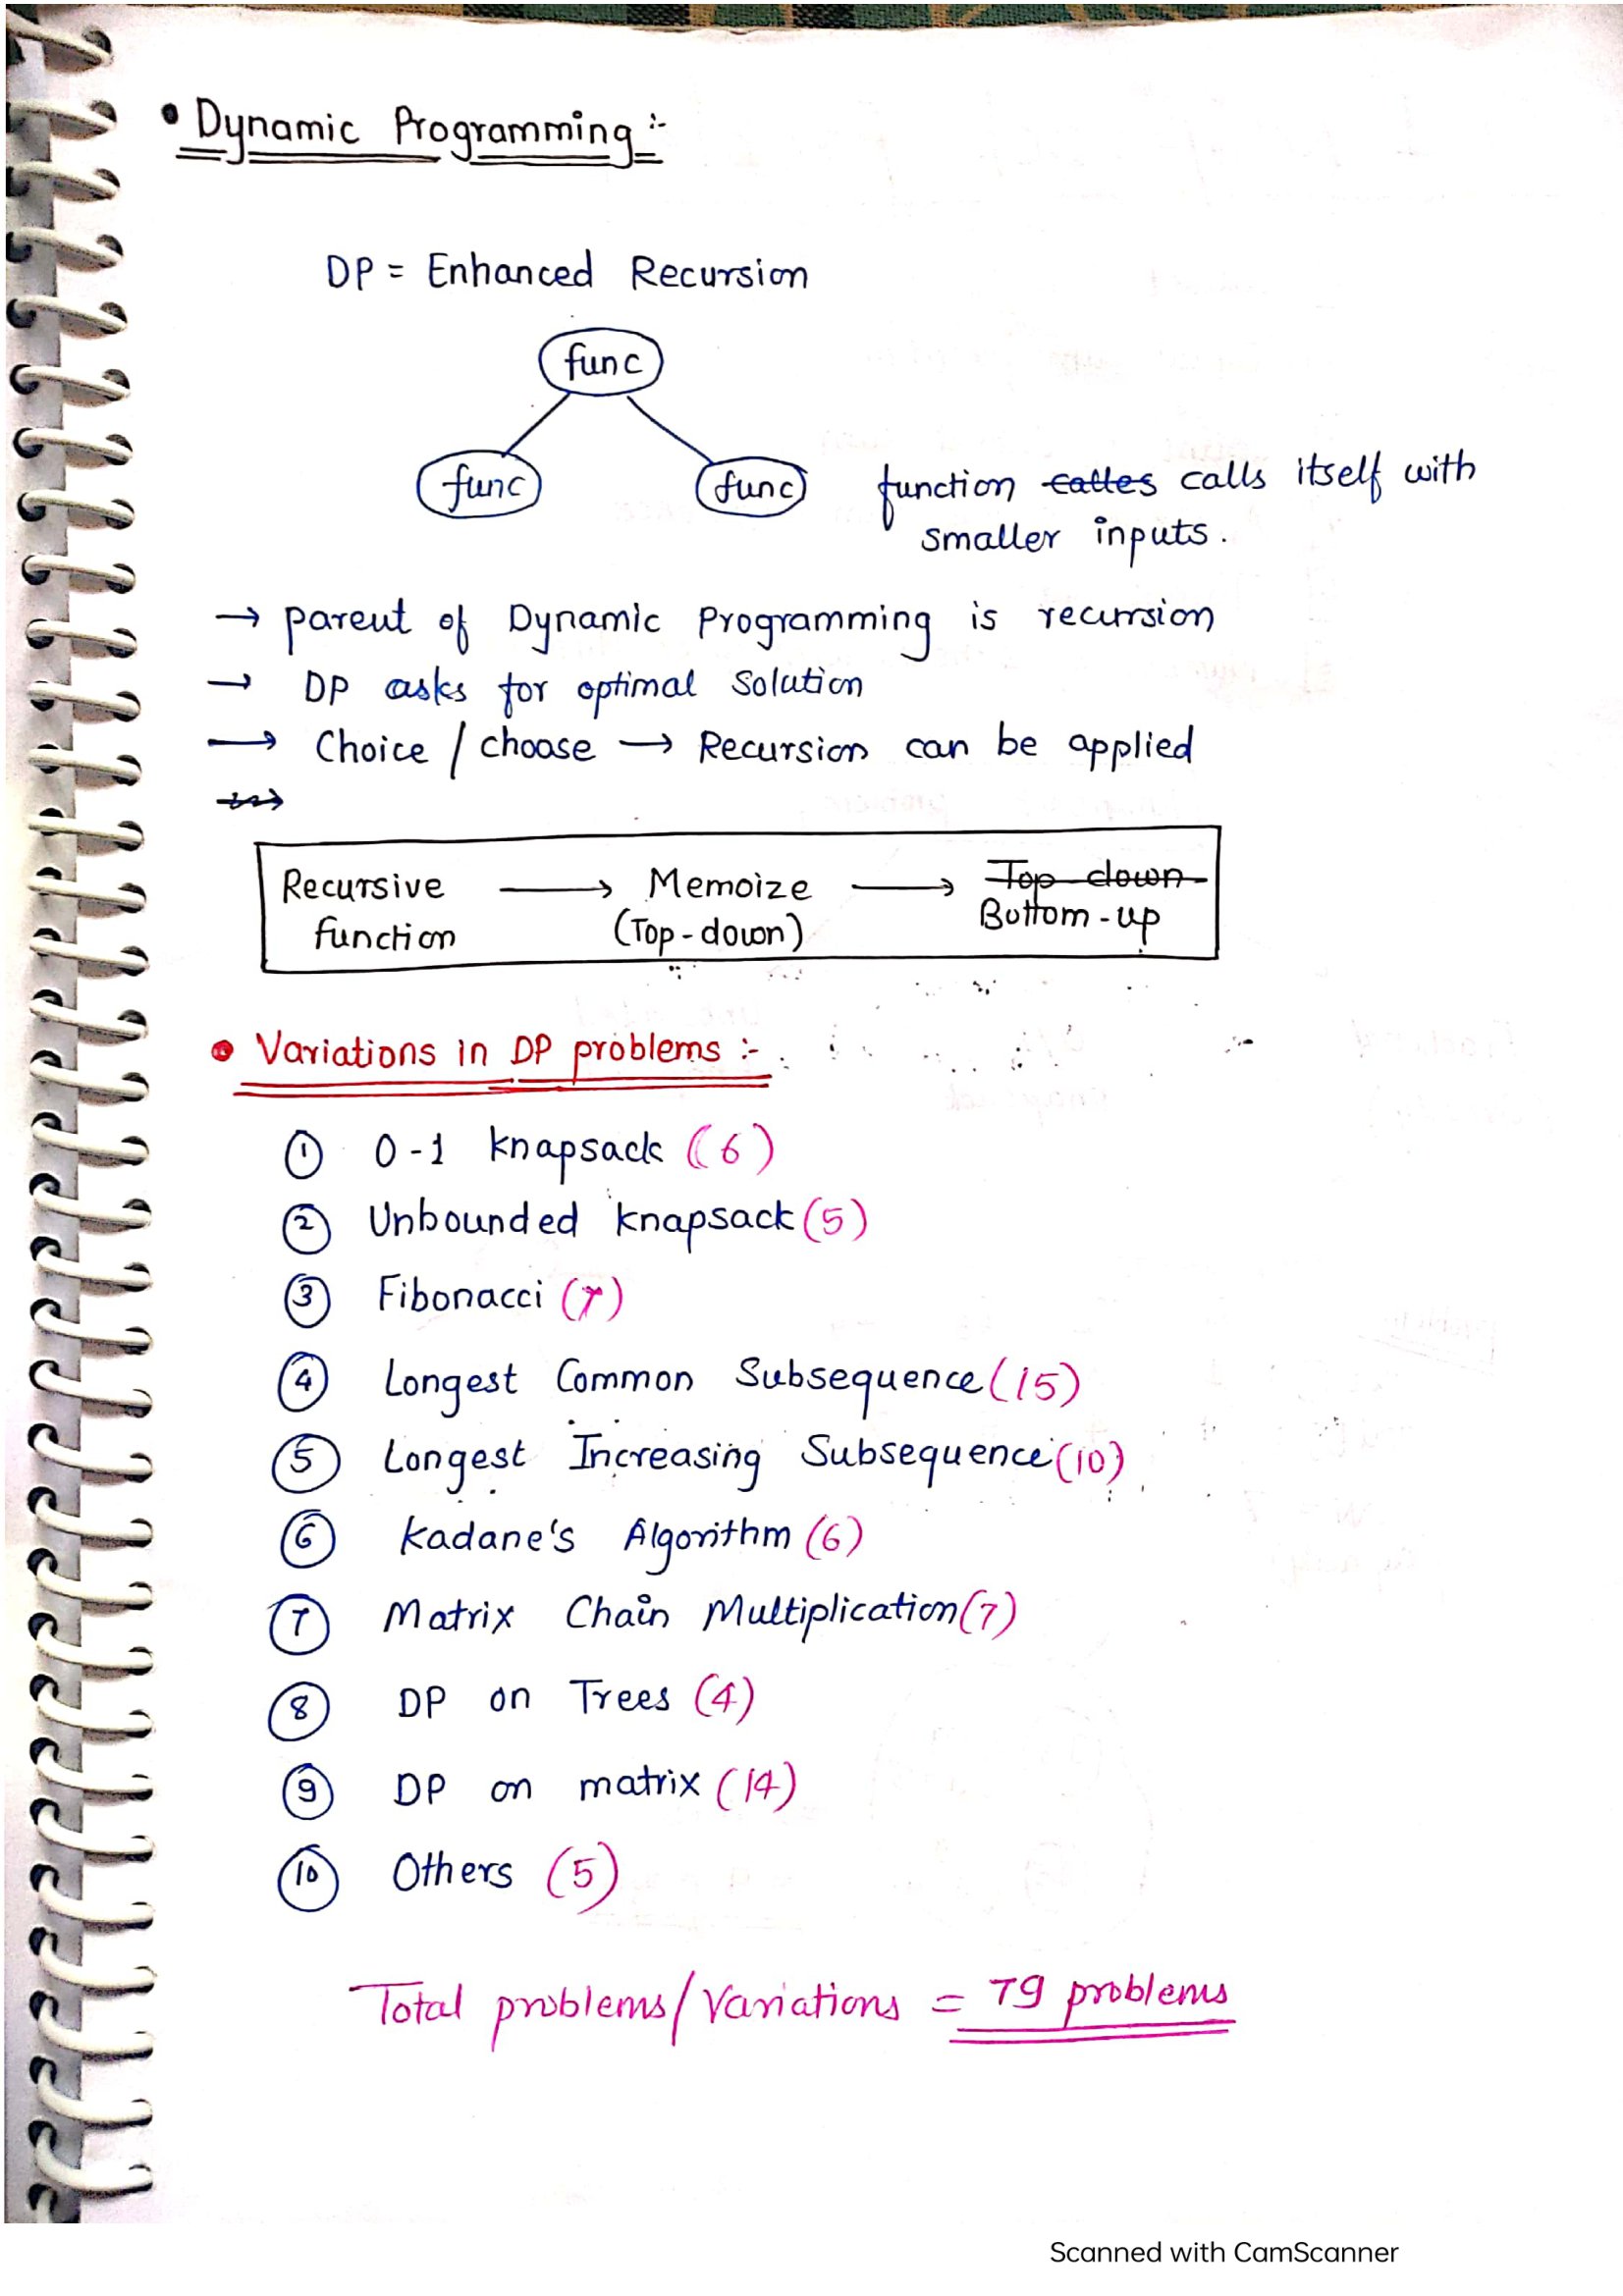 • Dynamic Programming :-
DP = Enhanced Recursion
func
func func function calles calls itself with
smaller inputs.
→ parent of Dynamic Programming is recursion
→ DP asks for optimal Solution
→ Choice / choose → Recursion can be applied
Recursive → Memoize → Top down
function (Top-down) Bottom-up
• Variations in DP problems :-
① 0-1 knapsack (6)
② Unbounded knapsack (5)
③ Fibonacci (7)
④ Longest Common Subsequence (15)
⑤ Longest Increasing Subsequence (10)
⑥ Kadane's Algorithm (6)
⑦ Matrix Chain Multiplication (7)
⑧ DP on Trees (4)
⑨ DP on matrix (14)
⑩ Others (5)
Total problems/Variations = 79 problems
Scanned with CamScanner